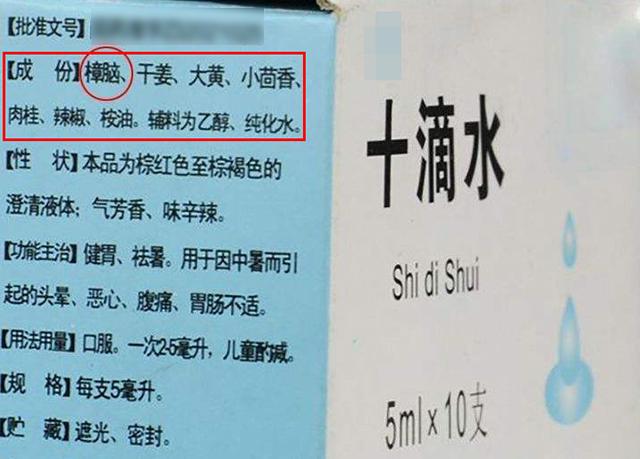 【批准文号】
【成 份】樟脑、干姜、大黄、小茴香、
肉桂、辣椒、桉油。辅料为乙醇、纯化水。
【性 状】本品为棕红色至棕褐色的
澄清液体；气芳香、味辛辣。
【功能主治】健胃、祛暑。用于因中暑而引
起的头晕、恶心、腹痛、胃肠不适。
【用法用量】口服。一次2-5毫升，儿童酌减。
【规 格】每支5毫升。
【贮 藏】遮光、密封。
十滴水
Shi di Shui
5ml×10支